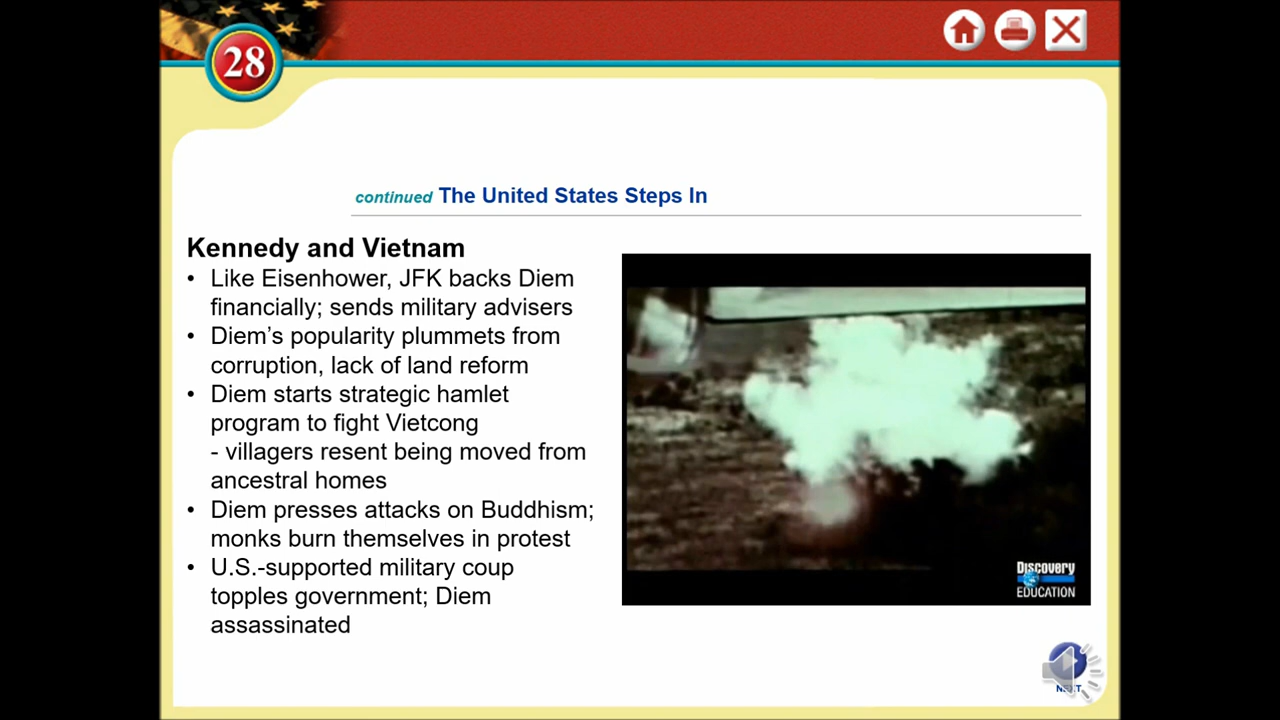 28
continued The United States Steps In
Kennedy and Vietnam
• Like Eisenhower, JFK backs Diem
financially; sends military advisers
• Diem’s popularity plummets from
corruption, lack of land reform
• Diem starts strategic hamlet
program to fight Vietcong
- villagers resent being moved from
ancestral homes
• Diem presses attacks on Buddhism;
monks burn themselves in protest
• U.S.-supported military coup
topples government; Diem
assassinated
Discovery
EDUCATION
NEXT